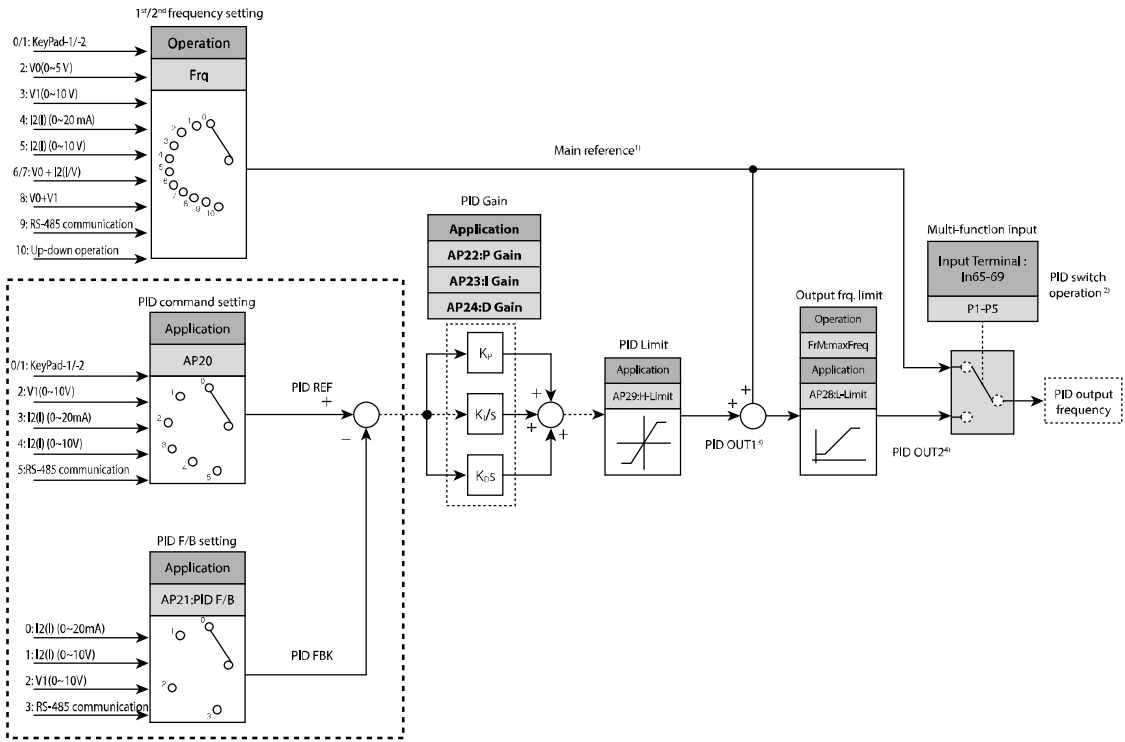 1st/2nd frequency setting
Operation
Frq
0/1: KeyPad-1/-2
2: V0(0~5 V)
3: V1(0~10 V)
4: I2(I) (0~20 mA)
5: I2(I) (0~10 V)
6/7: V0 + I2(I/V)
8: V0+V1
9: RS-485 communication
10: Up-down operation
0
1
2
3
4
5
6
7
8
9
10
Main reference1)
PID Gain
Application
AP22:P Gain
AP23:I Gain
AP24:D Gain
Multi-function input
Input Terminal :
In65-69
P1-P5
PID switch
operation 2)
PID command setting
Application
AP20
0/1: KeyPad-1/-2
2: V1(0~10V)
3: I2(I) (0~20mA)
4: I2(I) (0~10V)
5:RS-485 communication
0
1
2
3
4
5
PID REF
+
−
KP
KI/s
KDs
+
+
+
PID Limit
Application
AP29:H-Limit
PID OUT13)
+
+
Output frq. limit
Operation
FrM:maxFreq
Application
AP28:L-Limit
PID OUT24)
PID output
frequency
PID F/B setting
Application
AP21:PID F/B
0: I2(I) (0~20mA)
1: I2(I) (0~10V)
2: V1(0~10V)
3: RS-485 communication
0
1
2
3
PID FBK